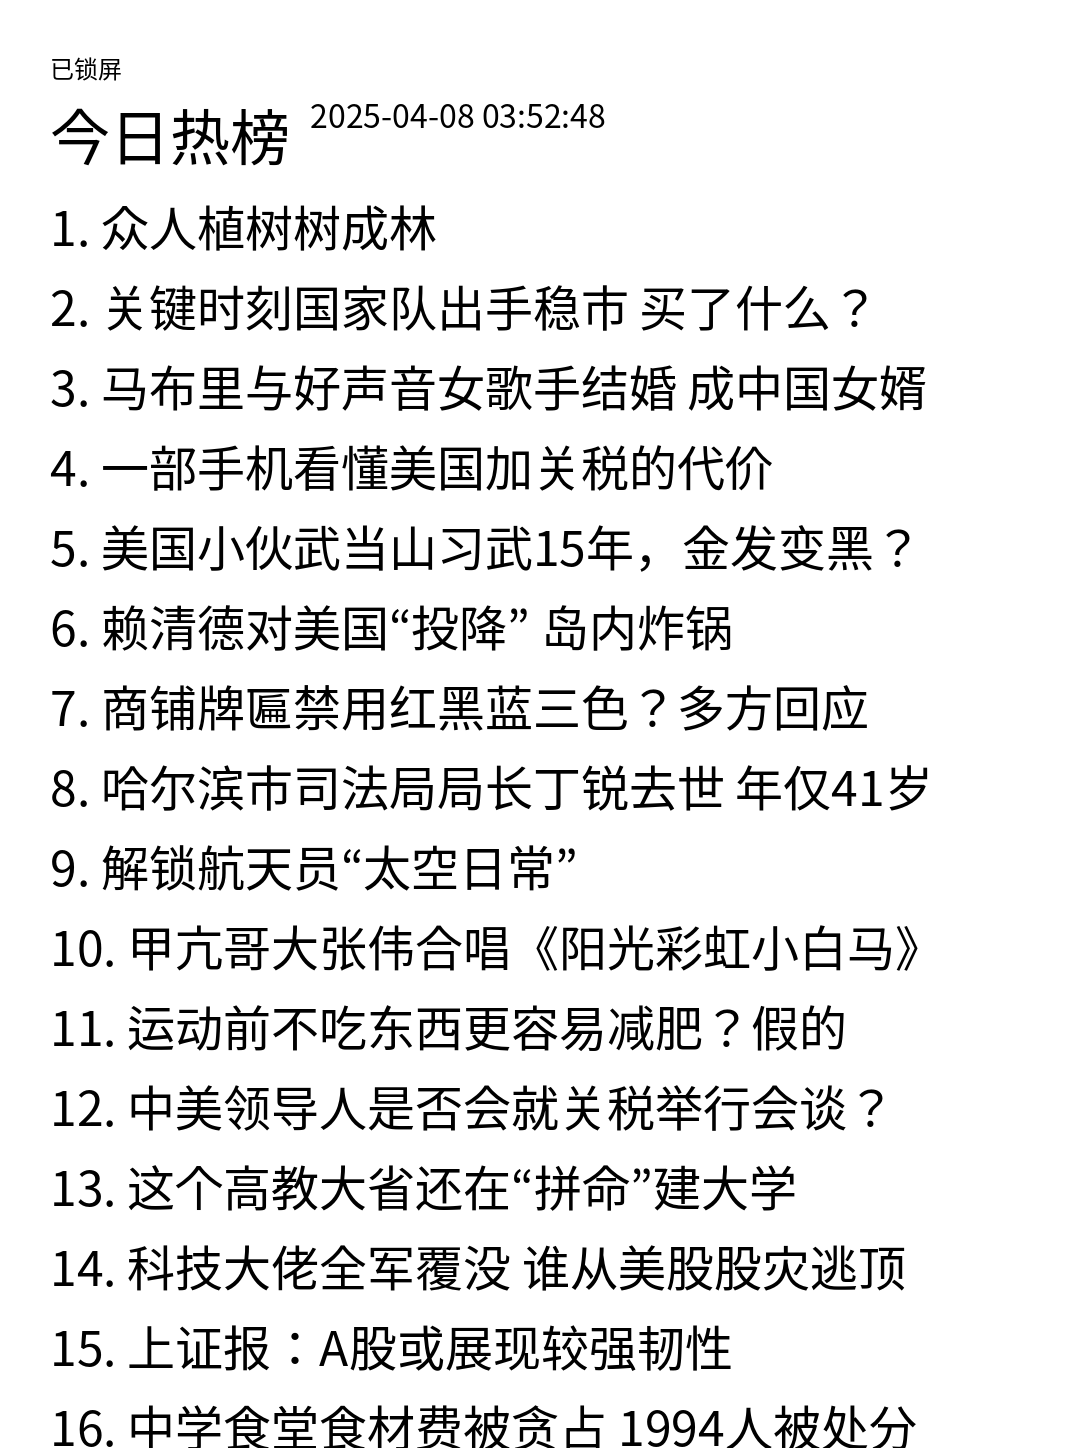 已锁屏
今日热榜 2025-04-08 03:52:48
1. 众人植树树成林
2. 关键时刻国家队出手稳市 买了什么？
3. 马布里与好声音女歌手结婚 成中国女婿
4. 一部手机看懂美国加关税的代价
5. 美国小伙武当山习武15年，金发变黑？
6. 赖清德对美国“投降” 岛内炸锅
7. 商铺牌匾禁用红黑蓝三色？多方回应
8. 哈尔滨市司法局局长丁锐去世 年仅41岁
9. 解锁航天员“太空日常”
10. 甲亢哥大张伟合唱《阳光彩虹小白马》
11. 运动前不吃东西更容易减肥？假的
12. 中美领导人是否会就关税举行会谈？
13. 这个高教大省还在“拼命”建大学
14. 科技大佬全军覆没 谁从美股股灾逃顶
15. 上证报：A股或展现较强韧性
16. 中学食堂食材费被贪占 1994人被处分